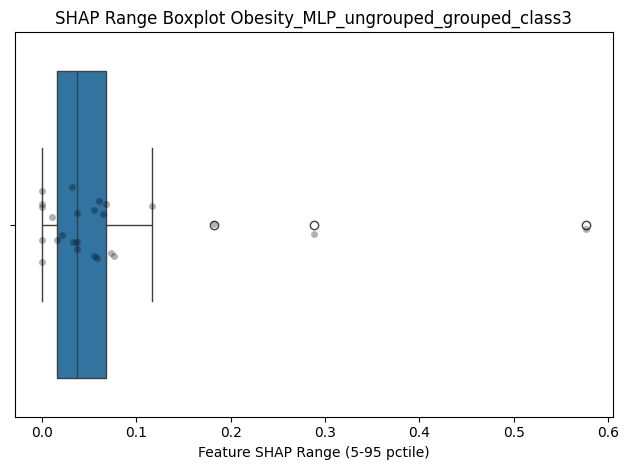 SHAP Range Boxplot Obesity_MLP_ungrouped_grouped_class3
0.0 0.1 0.2 0.3 0.4 0.5 0.6
Feature SHAP Range (5-95 pctile)